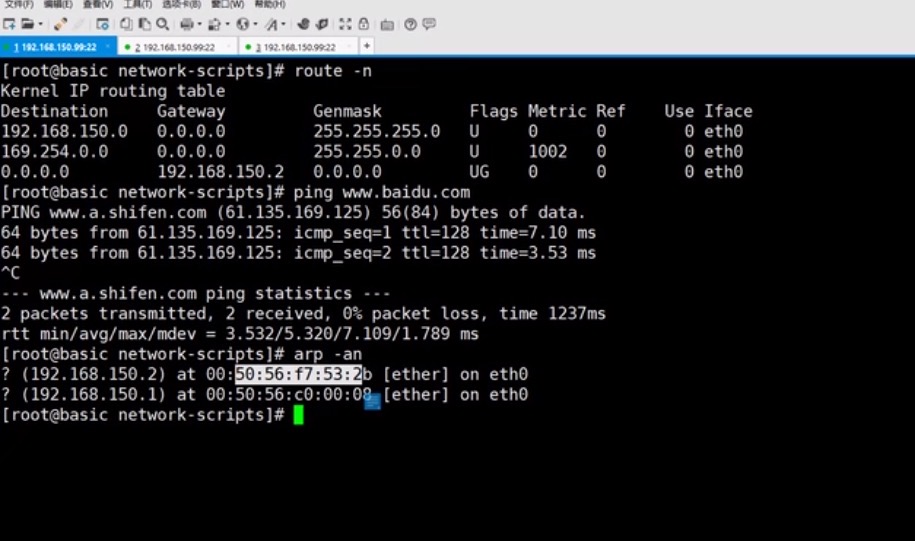 文件(F) 编辑(E) 查看(V) 工具(T) 选项卡(B) 窗口(W) 帮助(H)
1 192.168.150.99:22 2 192.168.150.99:22 3 192.168.150.99:22 +
[root@basic network-scripts]# route -n
Kernel IP routing table
Destination Gateway Genmask Flags Metric Ref Use Iface
192.168.150.0 0.0.0.0 255.255.255.0 U 0 0 0 eth0
169.254.0.0 0.0.0.0 255.255.0.0 U 1002 0 0 eth0
0.0.0.0 192.168.150.2 0.0.0.0 UG 0 0 0 eth0
[root@basic network-scripts]# ping www.baidu.com
PING www.a.shifen.com (61.135.169.125) 56(84) bytes of data.
64 bytes from 61.135.169.125: icmp_seq=1 ttl=128 time=7.10 ms
64 bytes from 61.135.169.125: icmp_seq=2 ttl=128 time=3.53 ms
^C
--- www.a.shifen.com ping statistics ---
2 packets transmitted, 2 received, 0% packet loss, time 1237ms
rtt min/avg/max/mdev = 3.532/5.320/7.109/1.789 ms
[root@basic network-scripts]# arp -an
? (192.168.150.2) at 00:50:56:f7:53:2b [ether] on eth0
? (192.168.150.1) at 00:50:56:c0:00:08 [ether] on eth0
[root@basic network-scripts]#